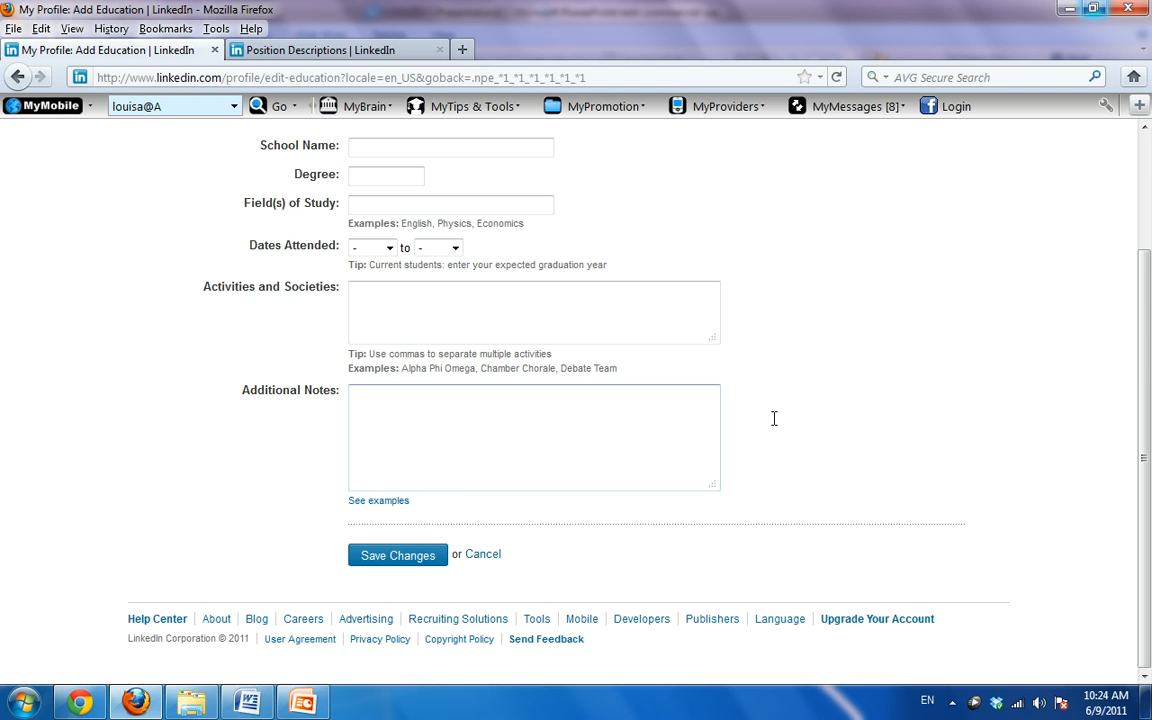 My Profile: Add Education | LinkedIn - Mozilla Firefox
File Edit View History Bookmarks Tools Help
My Profile: Add Education | LinkedIn
Position Descriptions | LinkedIn
http://www.linkedin.com/profile/edit-education?locale=en_US&goback=.npe_*1_*1_*1_*1_*1_*1
AVG Secure Search
MyMobile louisa@A Go MyBrain MyTips & Tools MyPromotion MyProviders MyMessages [8] Login
School Name:
Degree:
Field(s) of Study:
Examples: English, Physics, Economics
Dates Attended: - to -
Tip: Current students: enter your expected graduation year
Activities and Societies:
Tip: Use commas to separate multiple activities
Examples: Alpha Phi Omega, Chamber Chorale, Debate Team
Additional Notes:
See examples
Save Changes or Cancel
Help Center About Blog Careers Advertising Recruiting Solutions Tools Mobile Developers Publishers Language Upgrade Your Account
LinkedIn Corporation © 2011 User Agreement Privacy Policy Copyright Policy Send Feedback
EN
10:24 AM
6/9/2011